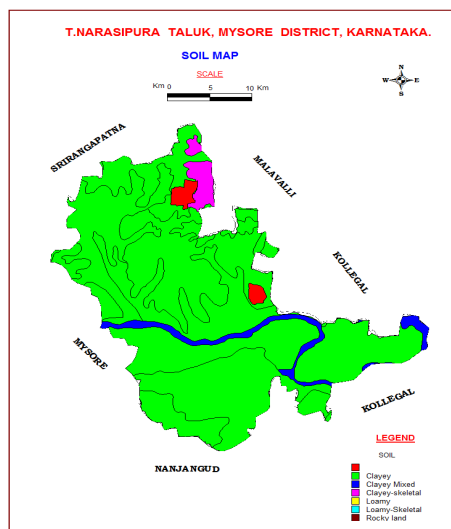 T.NARASIPURA TALUK, MYSORE DISTRICT, KARNATAKA.
SOIL MAP
SCALE
Km 0 5 10 Km
N
W E
S
SRIRANGAPATNA
MALAVALLI
KOLLEGAL
MYSORE
KOLLEGAL
NANJANGUD
LEGEND
SOIL
Clayey
Clayey Mixed
Clayey-skeletal
Loamy
Loamy-Skeletal
Rocky land